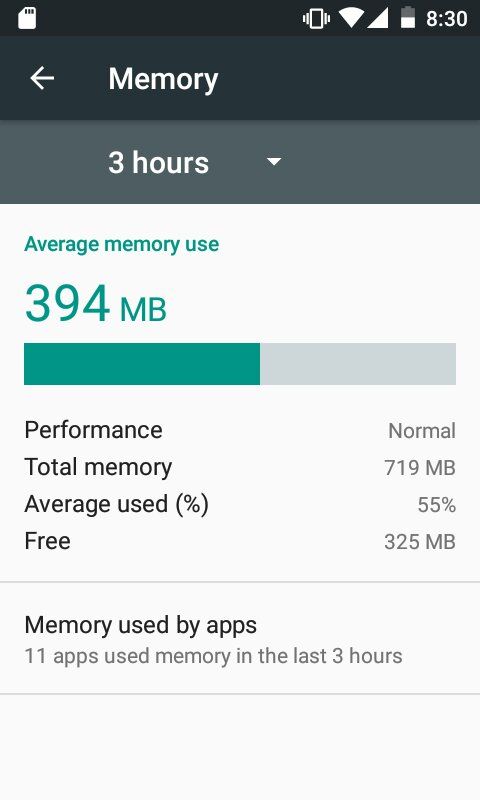 8:30
Memory
3 hours
Average memory use
394 MB
Performance Normal
Total memory 719 MB
Average used (%) 55%
Free 325 MB
Memory used by apps
11 apps used memory in the last 3 hours